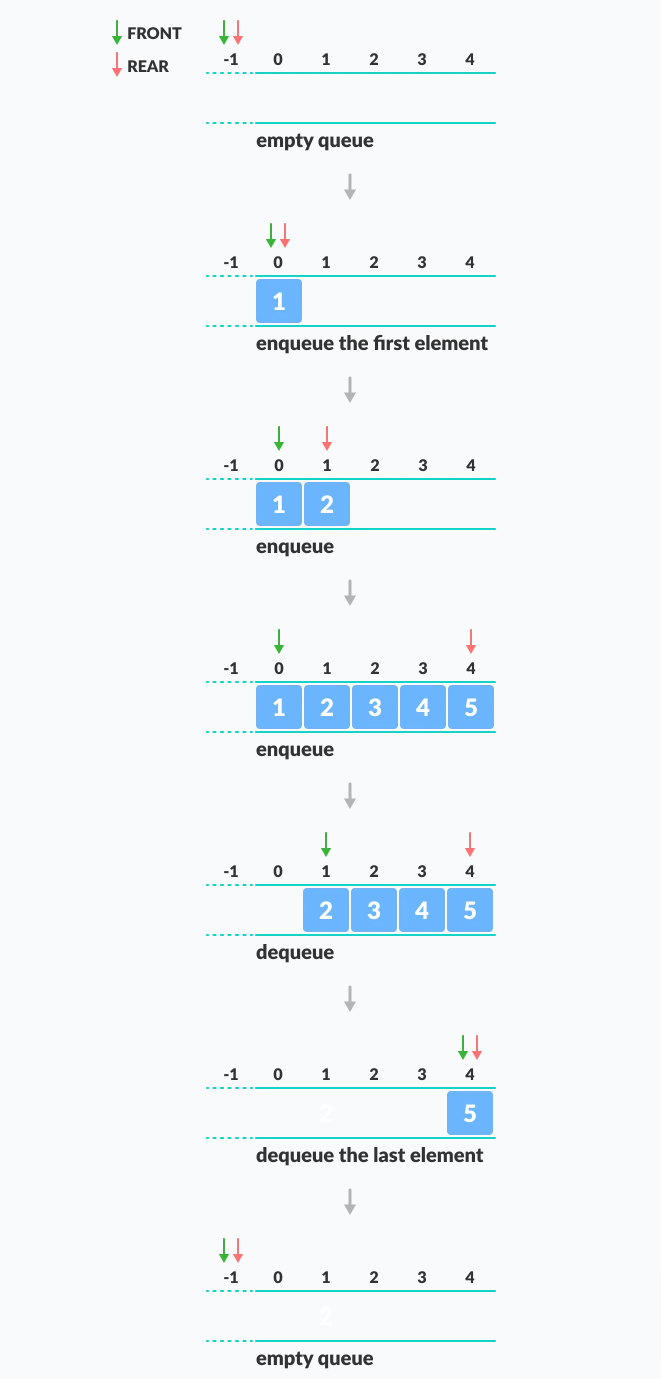 FRONT
REAR
-1 0 1 2 3 4
empty queue
-1 0 1 2 3 4
1
enqueue the first element
-1 0 1 2 3 4
1 2
enqueue
-1 0 1 2 3 4
1 2 3 4 5
enqueue
-1 0 1 2 3 4
2 3 4 5
dequeue
-1 0 1 2 3 4
2 5
dequeue the last element
-1 0 1 2 3 4
2
empty queue